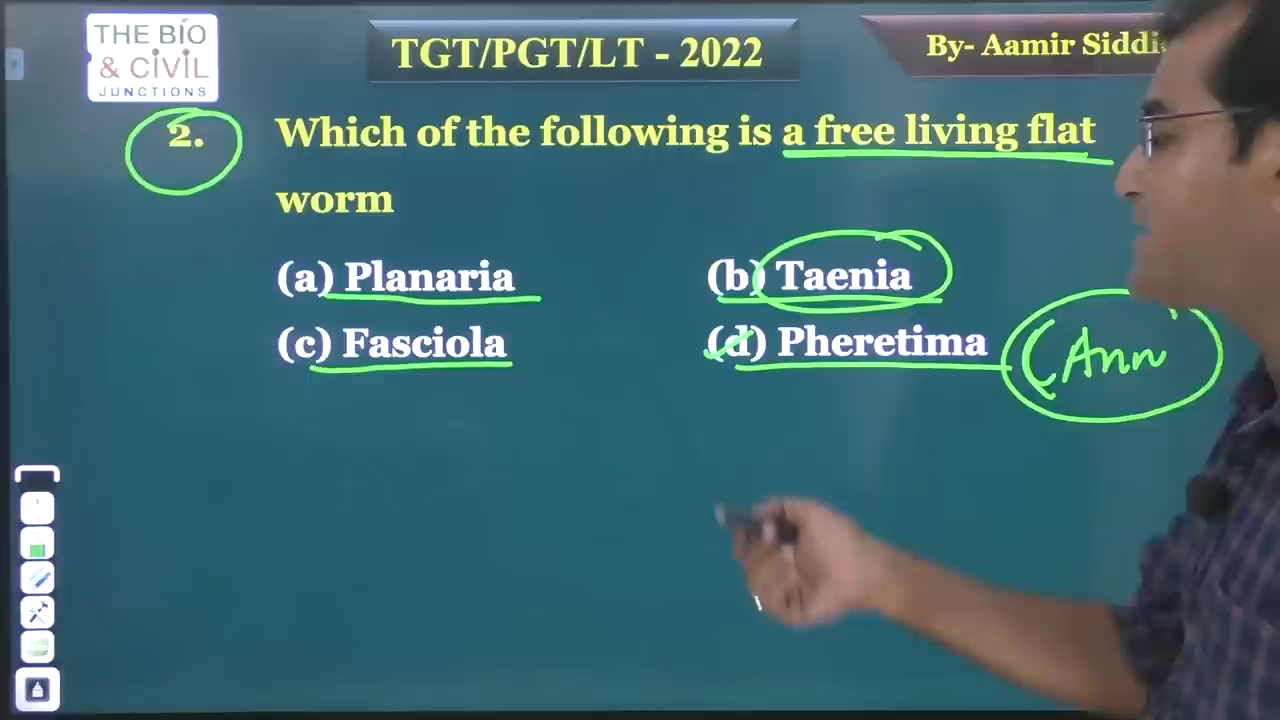 THE BIO
& CIVIL
JUNCTIONS
TGT/PGT/LT - 2022
By- Aamir
2. Which of the following is a free living flat
worm
(a) Planaria (b) Taenia
(c) Fasciola (d) Pheretima (Ann